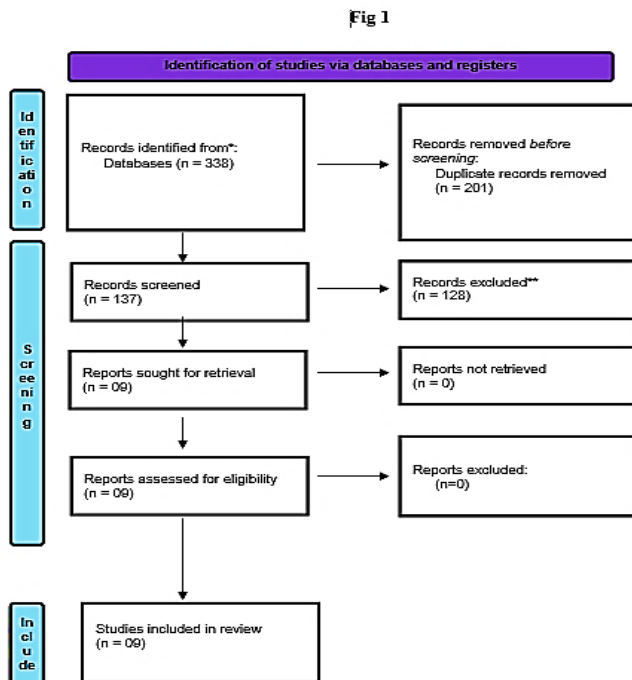 Fig 1
Identification of studies via databases and registers
Id
en
tif
ic
ati
o
n
Records identified from*:
Databases (n = 338)
Records removed before
screening:
Duplicate records removed
(n = 201)
S
cr
ee
ni
n
g
Records screened
(n = 137)
Records excluded**
(n = 128)
Reports sought for retrieval
(n = 09)
Reports not retrieved
(n = 0)
Reports assessed for eligibility
(n = 09)
Reports excluded:
(n=0)
In
cl
u
de
Studies included in review
(n = 09)